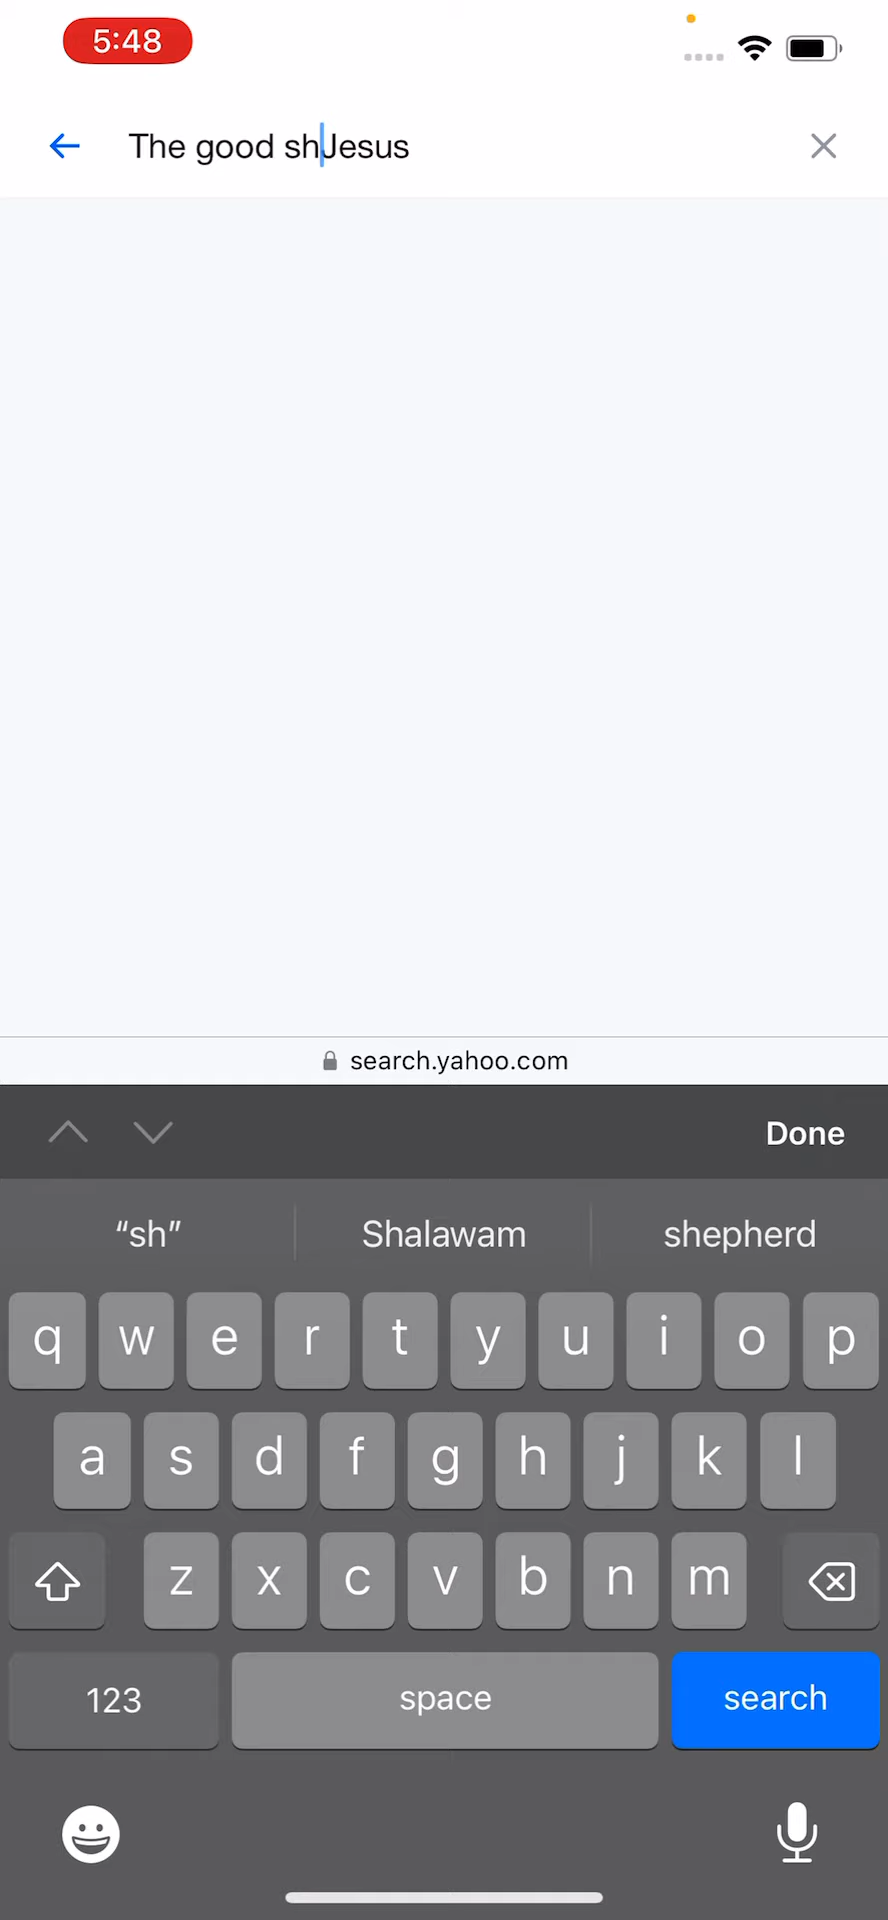 5:48
The good shJesus
search.yahoo.com
Done
“sh” Shalawam shepherd
q w e r t y u i o p
a s d f g h j k l
z x c v b n m
123 space search